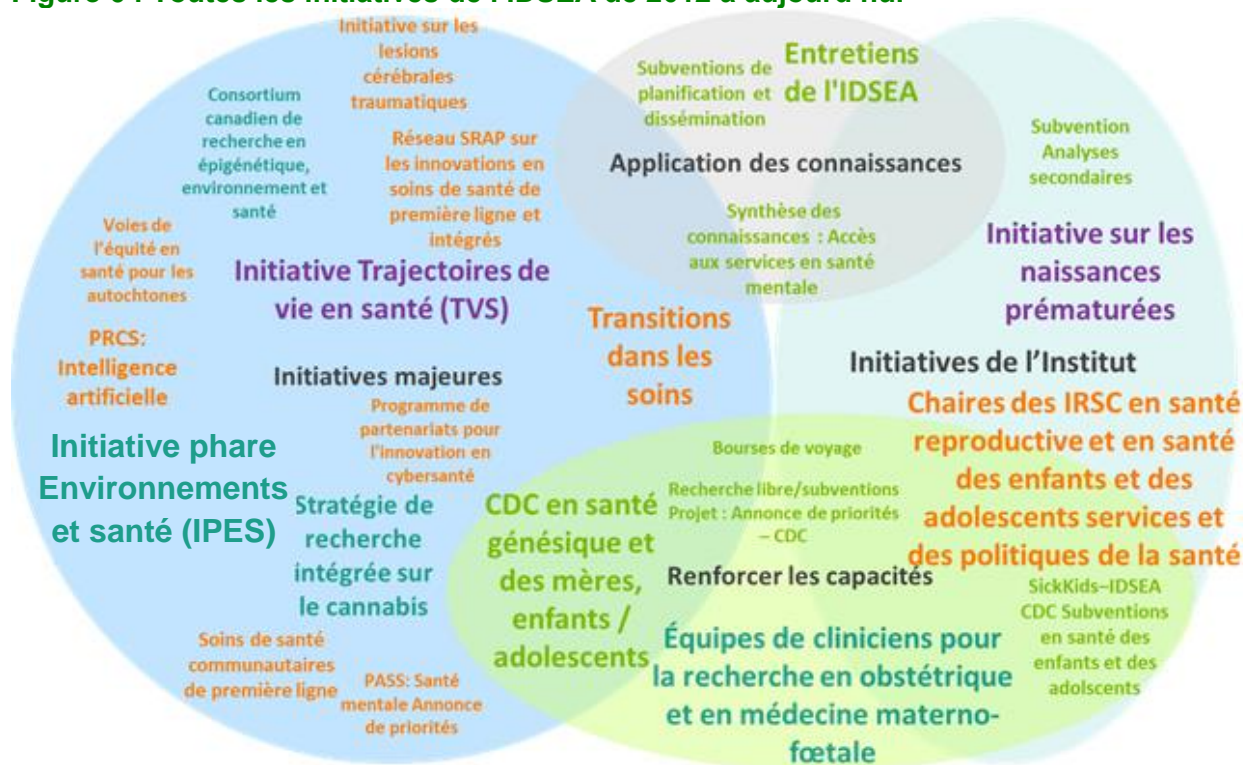 Figure 3 : Toutes les initiatives de l'IDSEA de 2012 à aujourd'hui
Initiative sur les
lesions
cérébrales
traumatiques
Consortium
canadien de
recherche en
épigénétique,
environnement et
santé
Réseau SRAP sur
les innovations en
soins de santé de
première ligne et
intégrés
Voies de
l'équité en
santé pour les
autochtones
Initiative Trajectoires de
vie en santé (TVS)
PRCS:
Intelligence
artificielle
Initiatives majeures
Programme de
partenariats pour
l'innovation en
cybersanté
Initiative phare
Environnements
et santé (IPES)
Stratégie de
recherche
intégrée sur
le cannabis
Soins de santé
communautaires
de première ligne
PASS: Santé
mentale Annonce
de priorités
Transitions
dans les
soins
CDC en santé
génésique et
des mères,
enfants /
adolescents
Subventions de
planification et
dissémination
Entretiens
de l'IDSEA
Application des connaissances
Synthèse des
connaissances : Accès
aux services en santé
mentale
Subvention
Analyses
secondaires
Initiative sur les
naissances
prématurées
Initiatives de l’Institut
Chaires des IRSC en santé
reproductive et en santé
des enfants et des
adolescents services et
des politiques de la santé
Bourses de voyage
Recherche libre/subventions
Projet : Annonce de priorités
– CDC
Renforcer les capacités
Équipes de cliniciens pour
la recherche en obstétrique
et en médecine materno-
fœtale
SickKids–IDSEA
CDC Subventions
en santé des
enfants et des
adolscents